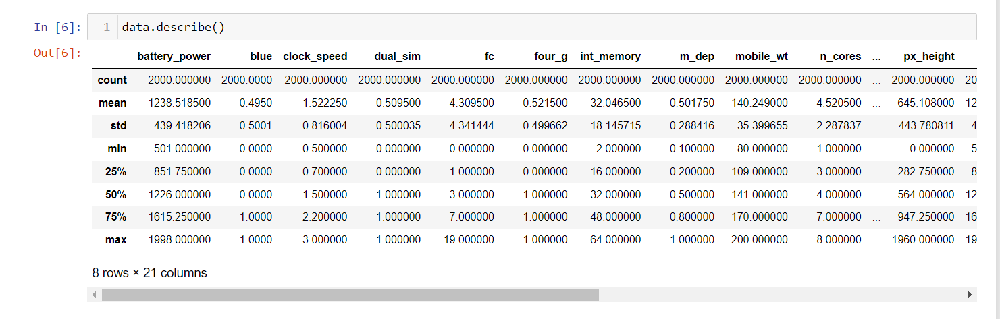 In [6]: 1 data.describe()
Out[6]:
battery_power blue clock_speed dual_sim fc four_g int_memory m_dep mobile_wt n_cores ... px_height
count 2000.000000 2000.0000 2000.000000 2000.000000 2000.000000 2000.000000 2000.000000 2000.000000 2000.000000 2000.000000 ... 2000.000000 20
mean 1238.518500 0.4950 1.522250 0.509500 4.309500 0.521500 32.046500 0.501750 140.249000 4.520500 ... 645.108000 12
std 439.418206 0.5001 0.816004 0.500035 4.341444 0.499662 18.145715 0.288416 35.399655 2.287837 ... 443.780811 4
min 501.000000 0.0000 0.500000 0.000000 0.000000 0.000000 2.000000 0.100000 80.000000 1.000000 ... 0.000000 5
25% 851.750000 0.0000 0.700000 0.000000 1.000000 0.000000 16.000000 0.200000 109.000000 3.000000 ... 282.750000 8
50% 1226.000000 0.0000 1.500000 1.000000 3.000000 1.000000 32.000000 0.500000 141.000000 4.000000 ... 564.000000 12
75% 1615.250000 1.0000 2.200000 1.000000 7.000000 1.000000 48.000000 0.800000 170.000000 7.000000 ... 947.250000 16
max 1998.000000 1.0000 3.000000 1.000000 19.000000 1.000000 64.000000 1.000000 200.000000 8.000000 ... 1960.000000 19
8 rows × 21 columns